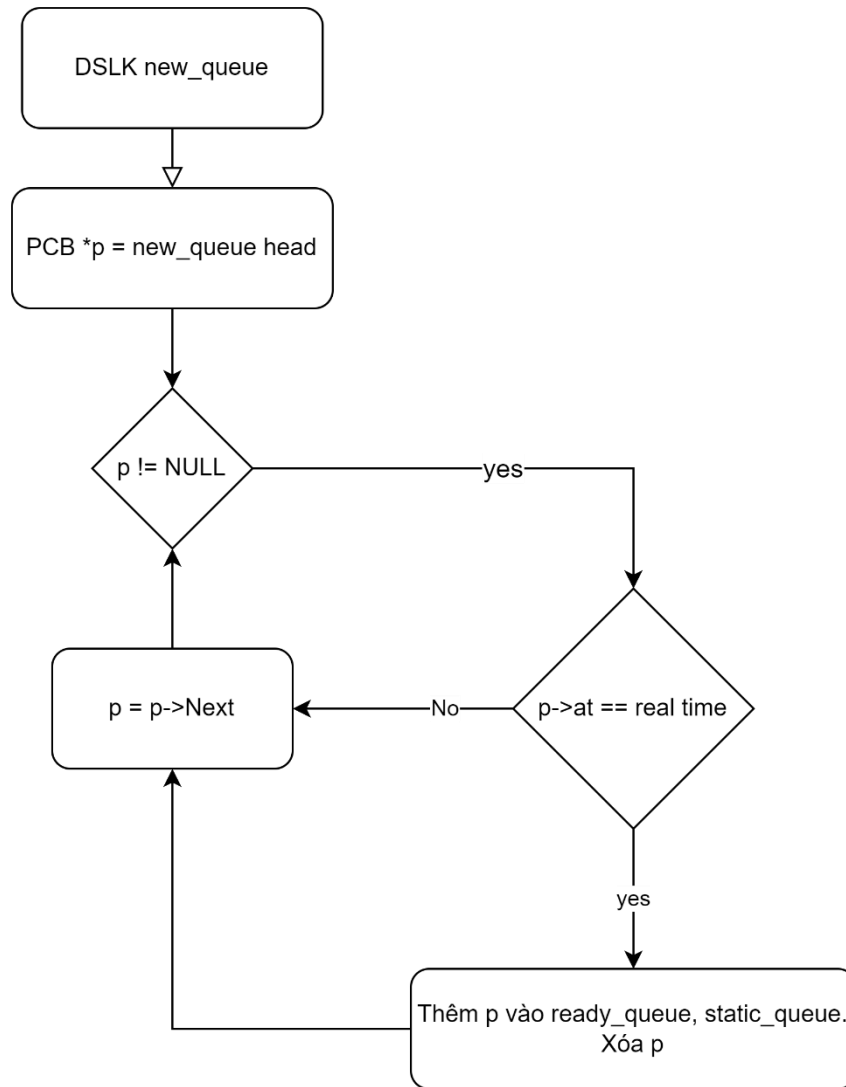 DSLK new_queue
PCB *p = new_queue head
p != NULL
yes
p->at == real time
No
p = p->Next
yes
Thêm p vào ready_queue, static_queue.
Xóa p